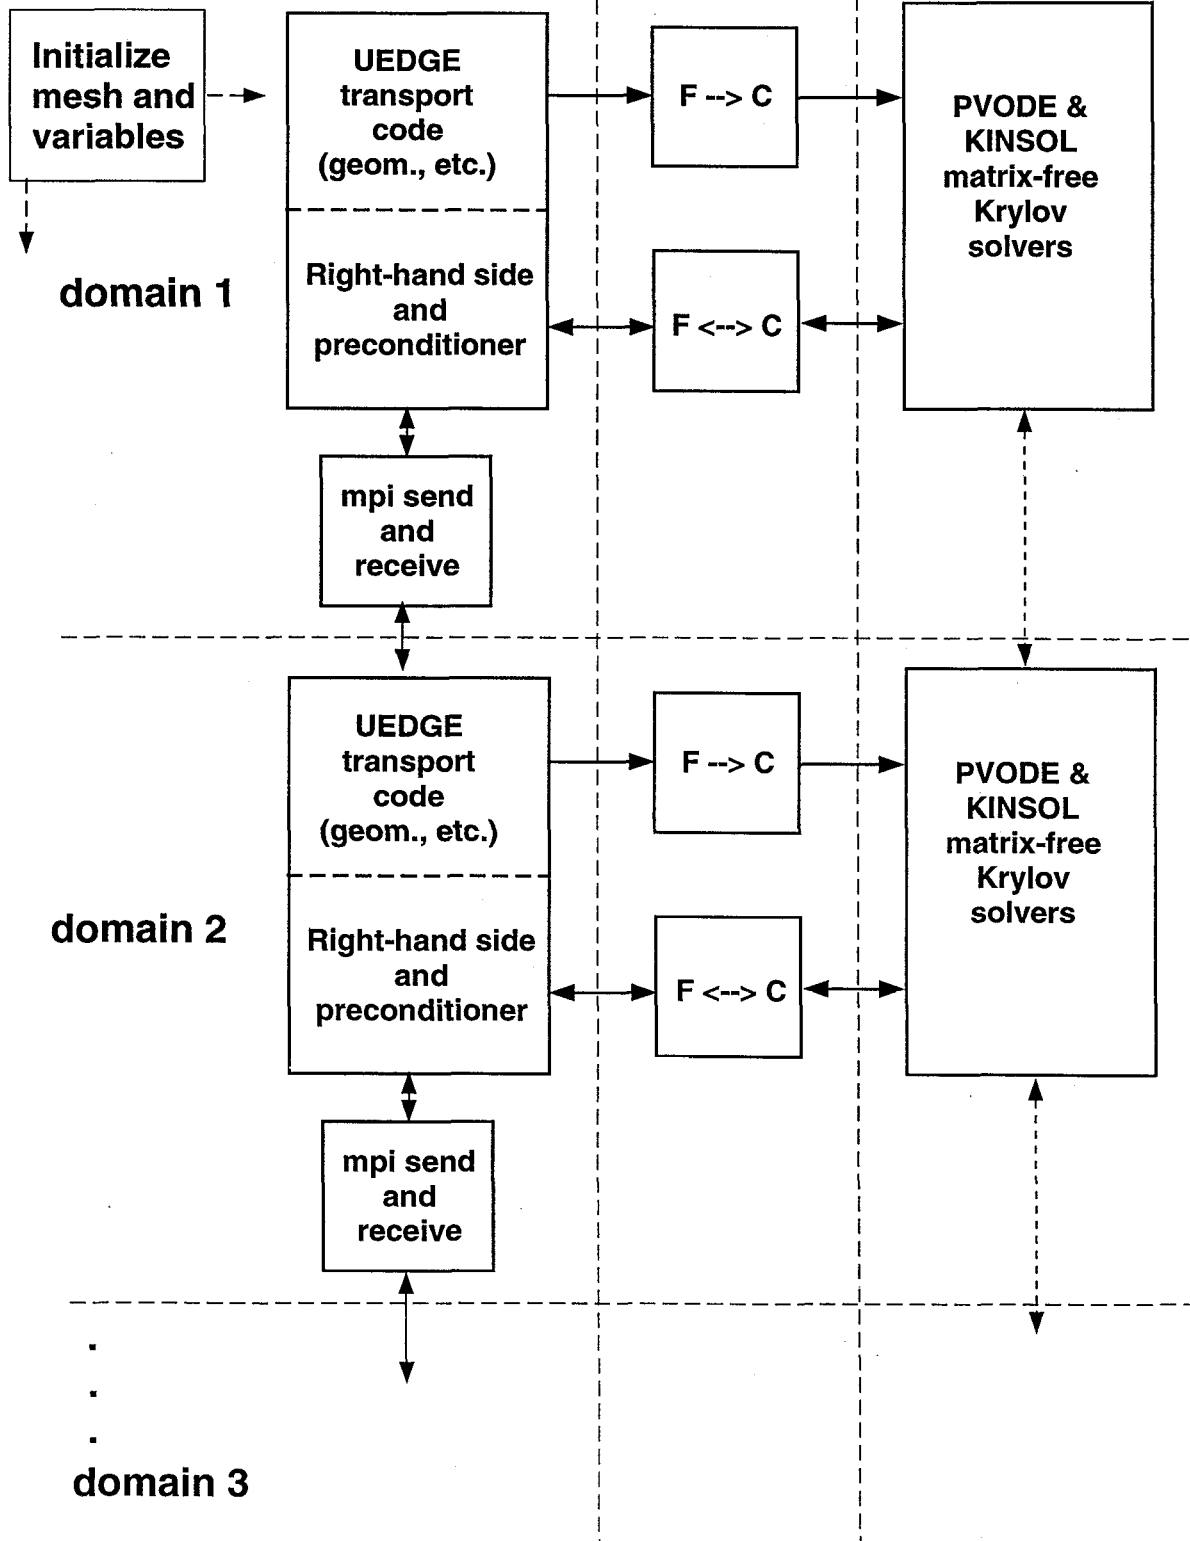 Initialize
mesh and
variables
UEDGE
transport
code
(geom., etc.)
F --> C
PVODE &
KINSOL
matrix-free
Krylov
solvers
domain 1
Right-hand side
and
preconditioner
F <--> C
mpi send
and
receive
UEDGE
transport
code
(geom., etc.)
F --> C
PVODE &
KINSOL
matrix-free
Krylov
solvers
domain 2
Right-hand side
and
preconditioner
F <--> C
mpi send
and
receive
.
.
.
domain 3